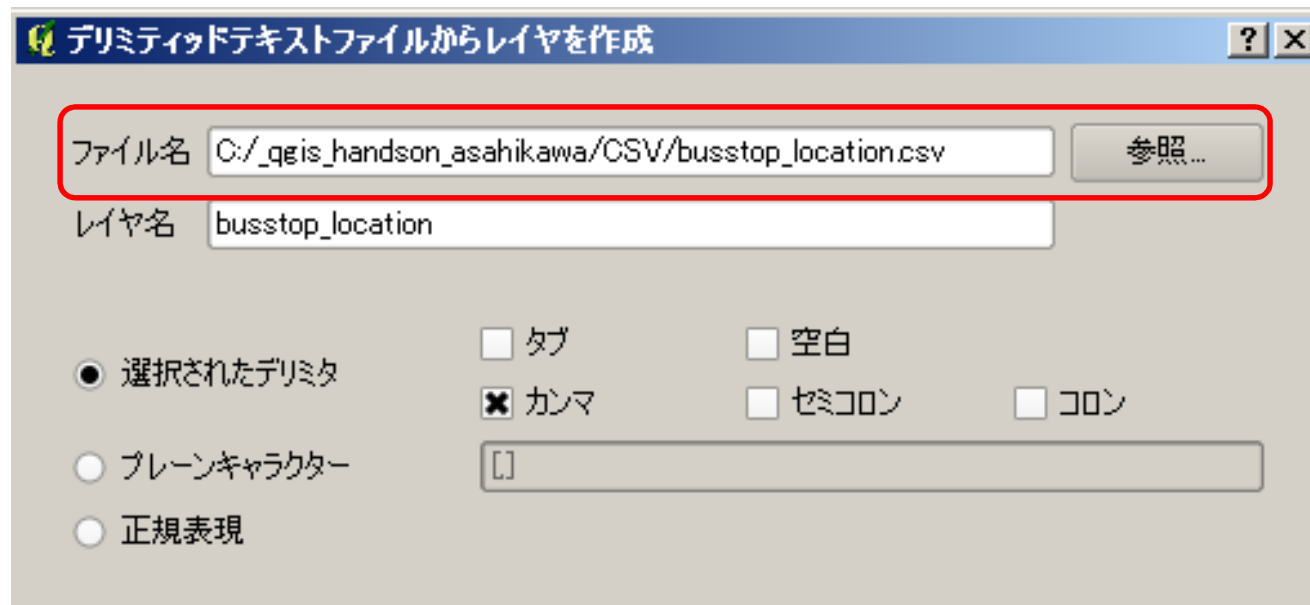 デリミティッドテキストファイルからレイヤを作成
ファイル名 C:/_qgis_handson_asahikawa/CSV/busstop_location.csv 参照...
レイヤ名 busstop_location
タブ 空白
選択されたデリミタ
カンマ セミコロン コロン
プレーンキャラクター [,]
正規表現